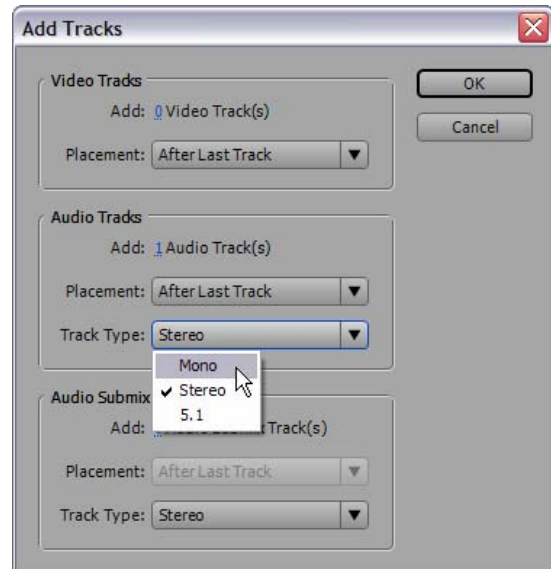 Add Tracks
Video Tracks
OK
Add: 0 Video Track(s)
Cancel
Placement: After Last Track
Audio Tracks
Add: 1 Audio Track(s)
Placement: After Last Track
Track Type: Stereo
Mono
Stereo
5.1
Audio Submix
Add: Track(s)
Placement: After Last Track
Track Type: Stereo